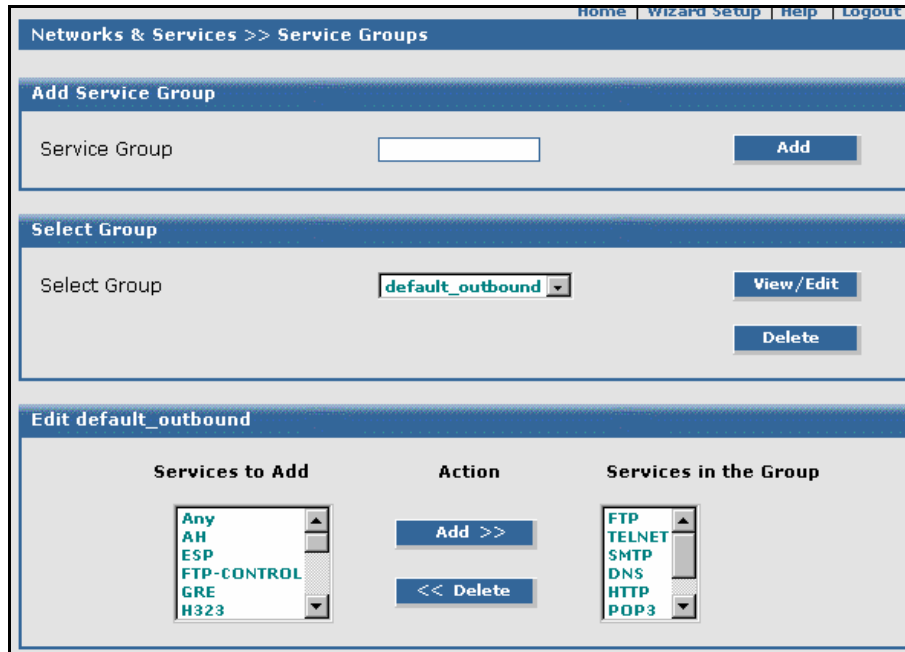 Home | Wizard Setup | Help | Logout
Networks & Services >> Service Groups
Add Service Group
Service Group
Add
Select Group
Select Group
default_outbound
View/Edit
Delete
Edit default_outbound
Services to Add
Action
Services in the Group
Any
AH
ESP
FTP-CONTROL
GRE
H323
Add >>
<< Delete
FTP
TELNET
SMTP
DNS
HTTP
POP3